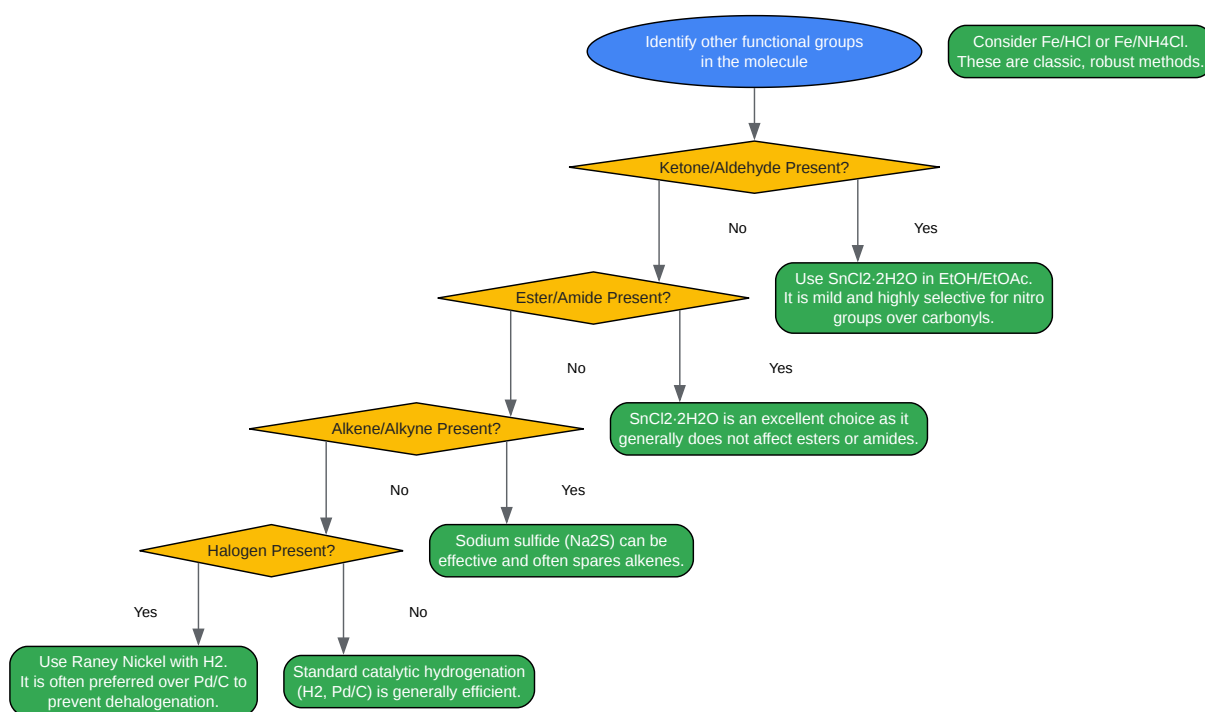 Identify other functional groups
in the molecule
Consider Fe/HCl or Fe/NH4Cl.
These are classic, robust methods.
Ketone/Aldehyde Present?
No
Yes
Use SnCl2·2H2O in EtOH/EtOAc.
It is mild and highly selective for nitro
groups over carbonyls.
Ester/Amide Present?
No
Yes
SnCl2·2H2O is an excellent choice as it
generally does not affect esters or amides.
Alkene/Alkyne Present?
No
Yes
Sodium sulfide (Na2S) can be
effective and often spares alkenes.
Halogen Present?
Yes
No
Use Raney Nickel with H2.
It is often preferred over Pd/C to
prevent dehalogenation.
Standard catalytic hydrogenation
(H2, Pd/C) is generally efficient.